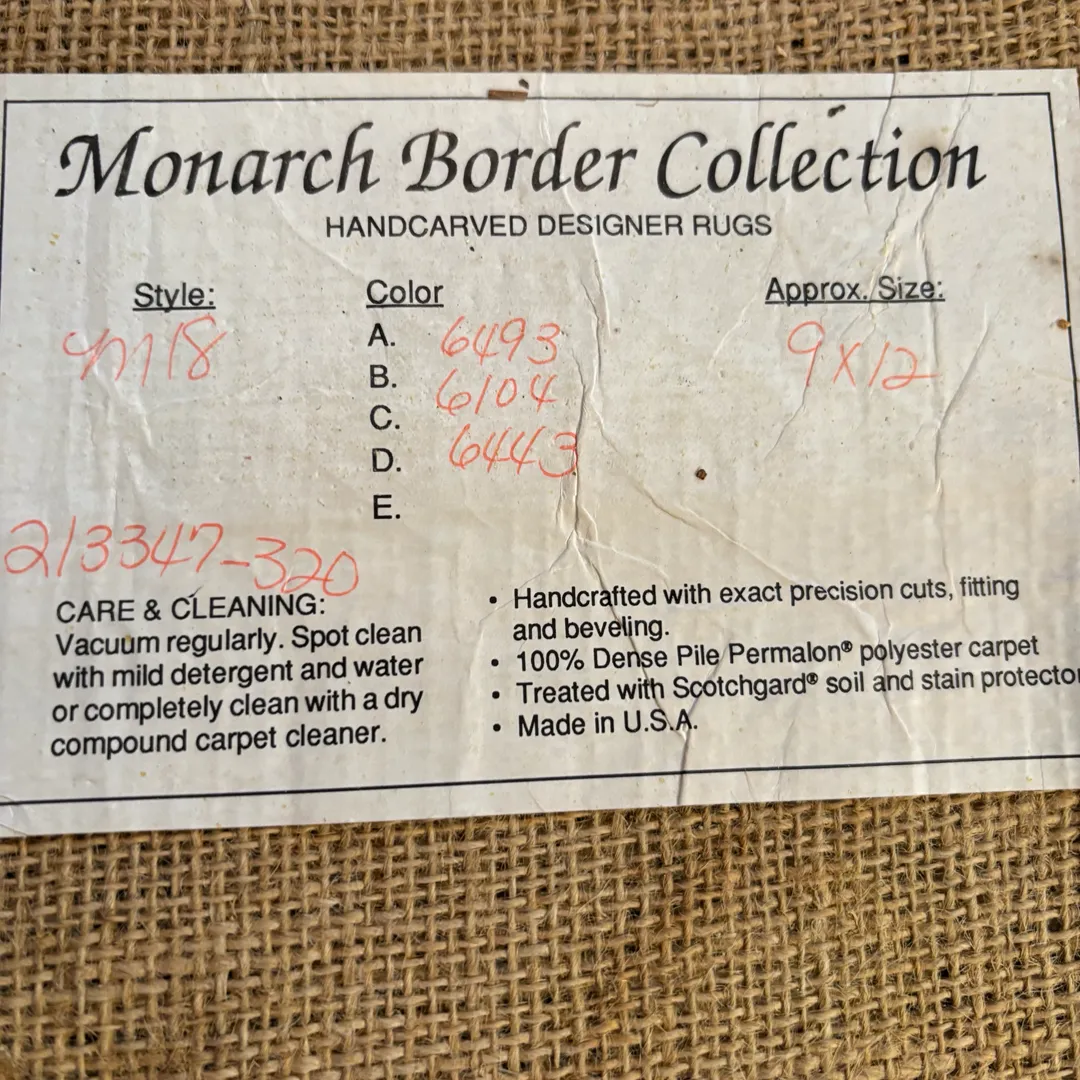 Monarch Border Collection
HANDCARVED DESIGNER RUGS
Style: Color Approx. Size:
A. 6493 9x12
B. 6104
C.
D. 6443
E.
213347-320
CARE & CLEANING:
Vacuum regularly. Spot clean
with mild detergent and water
or completely clean with a dry
compound carpet cleaner.
• Handcrafted with exact precision cuts, fitting
and beveling.
• 100% Dense Pile Permalon® polyester carpet
• Treated with Scotchgard® soil and stain protector
• Made in U.S.A.